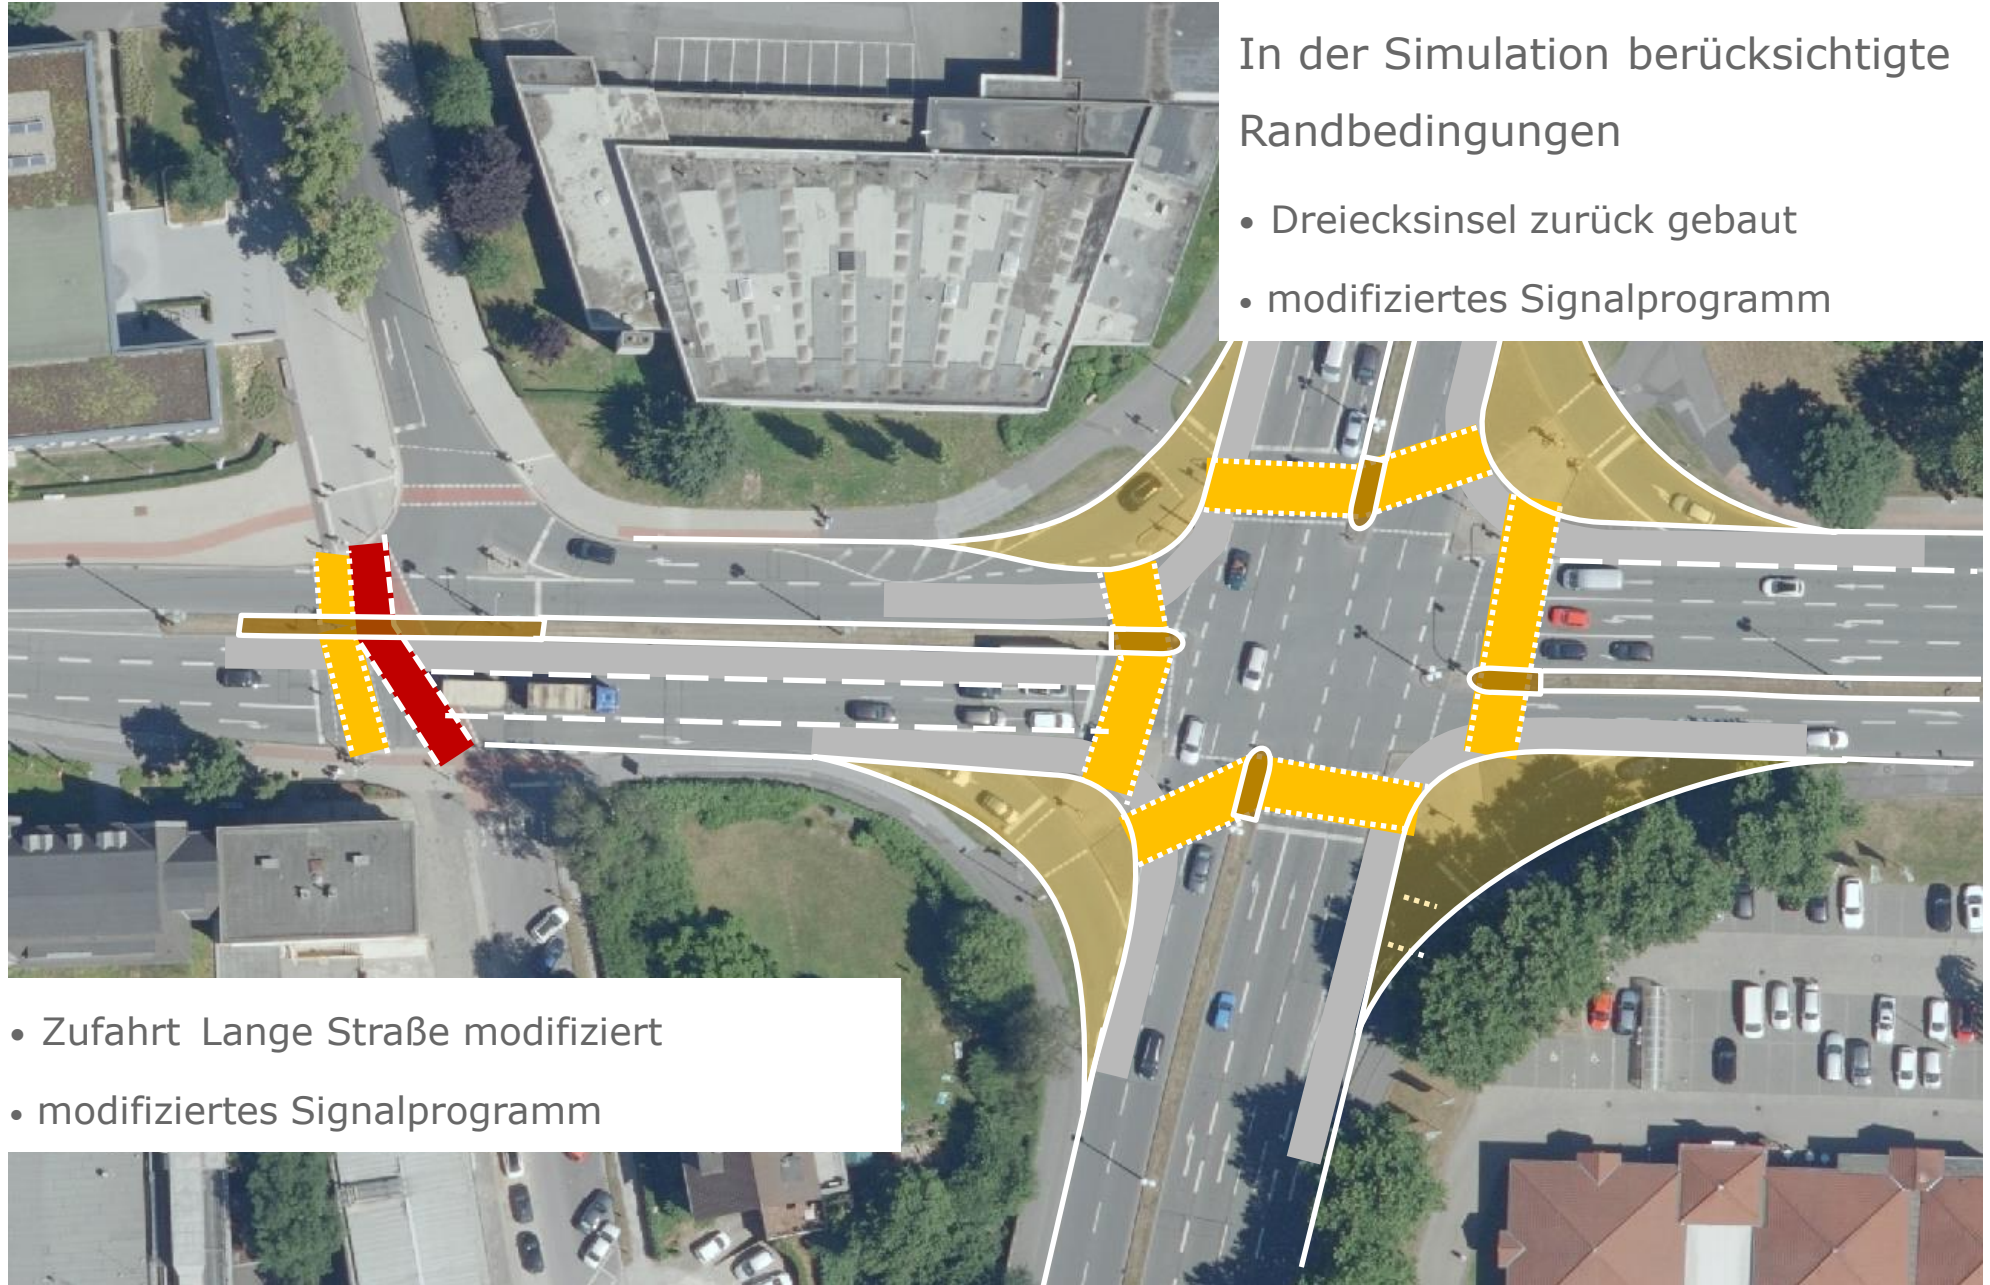 In der Simulation berücksichtigte
Randbedingungen
• Dreiecksinsel zurück gebaut
• modifiziertes Signalprogramm
• Zufahrt Lange Straße modifiziert
• modifiziertes Signalprogramm